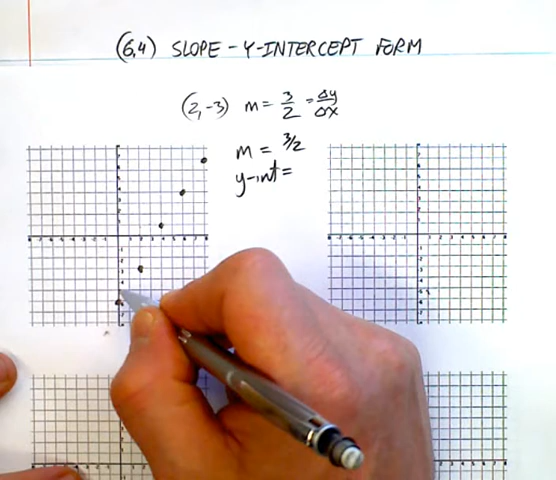 (6.4) SLOPE - Y-INTERCEPT FORM
(2, -3) m = 3/2 = Δy/Δx
m = 3/2
y-int =